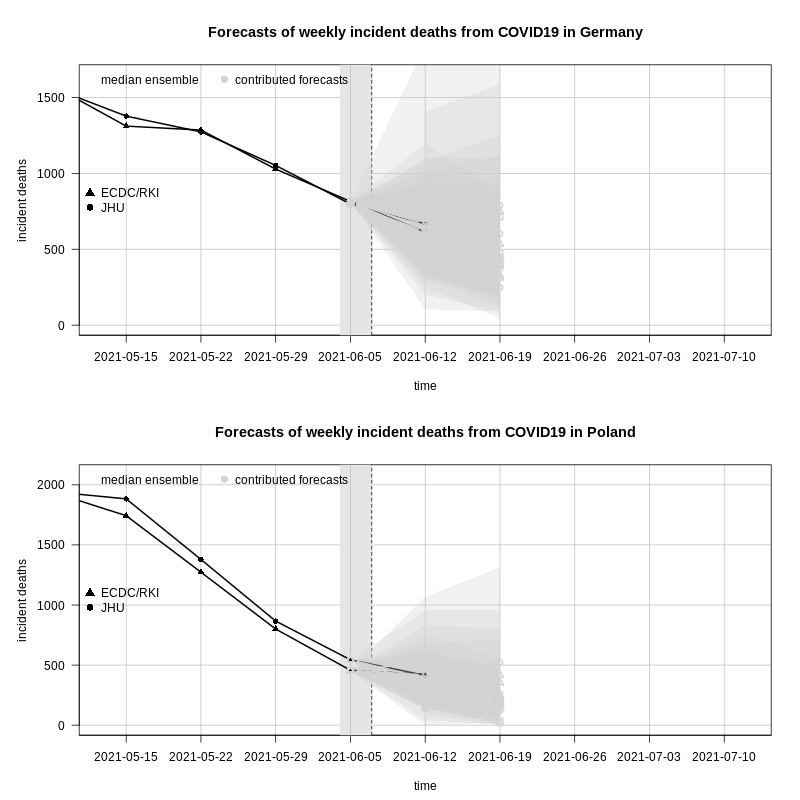 Forecasts of weekly incident deaths from COVID19 in Germany
median ensemble contributed forecasts
1500
1000
500
0
incident deaths
ECDC/RKI
JHU
2021-05-15 2021-05-22 2021-05-29 2021-06-05 2021-06-12 2021-06-19 2021-06-26 2021-07-03 2021-07-10
time
Forecasts of weekly incident deaths from COVID19 in Poland
median ensemble contributed forecasts
2000
1500
1000
500
0
incident deaths
ECDC/RKI
JHU
2021-05-15 2021-05-22 2021-05-29 2021-06-05 2021-06-12 2021-06-19 2021-06-26 2021-07-03 2021-07-10
time